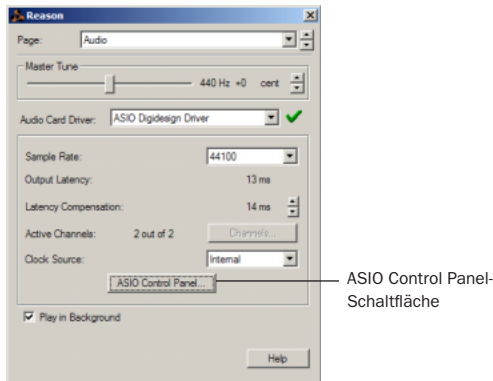 Reason
Page: Audio
Master Tune
440 Hz +0 cent
Audio Card Driver: ASIO Digidesign Driver
Sample Rate: 44100
Output Latency: 13 ms
Latency Compensation: 14 ms
Active Channels: 2 out of 2 Channels...
Clock Source: Internal
ASIO Control Panel...
Play in Background
Help
ASIO Control Panel-
Schaltfläche